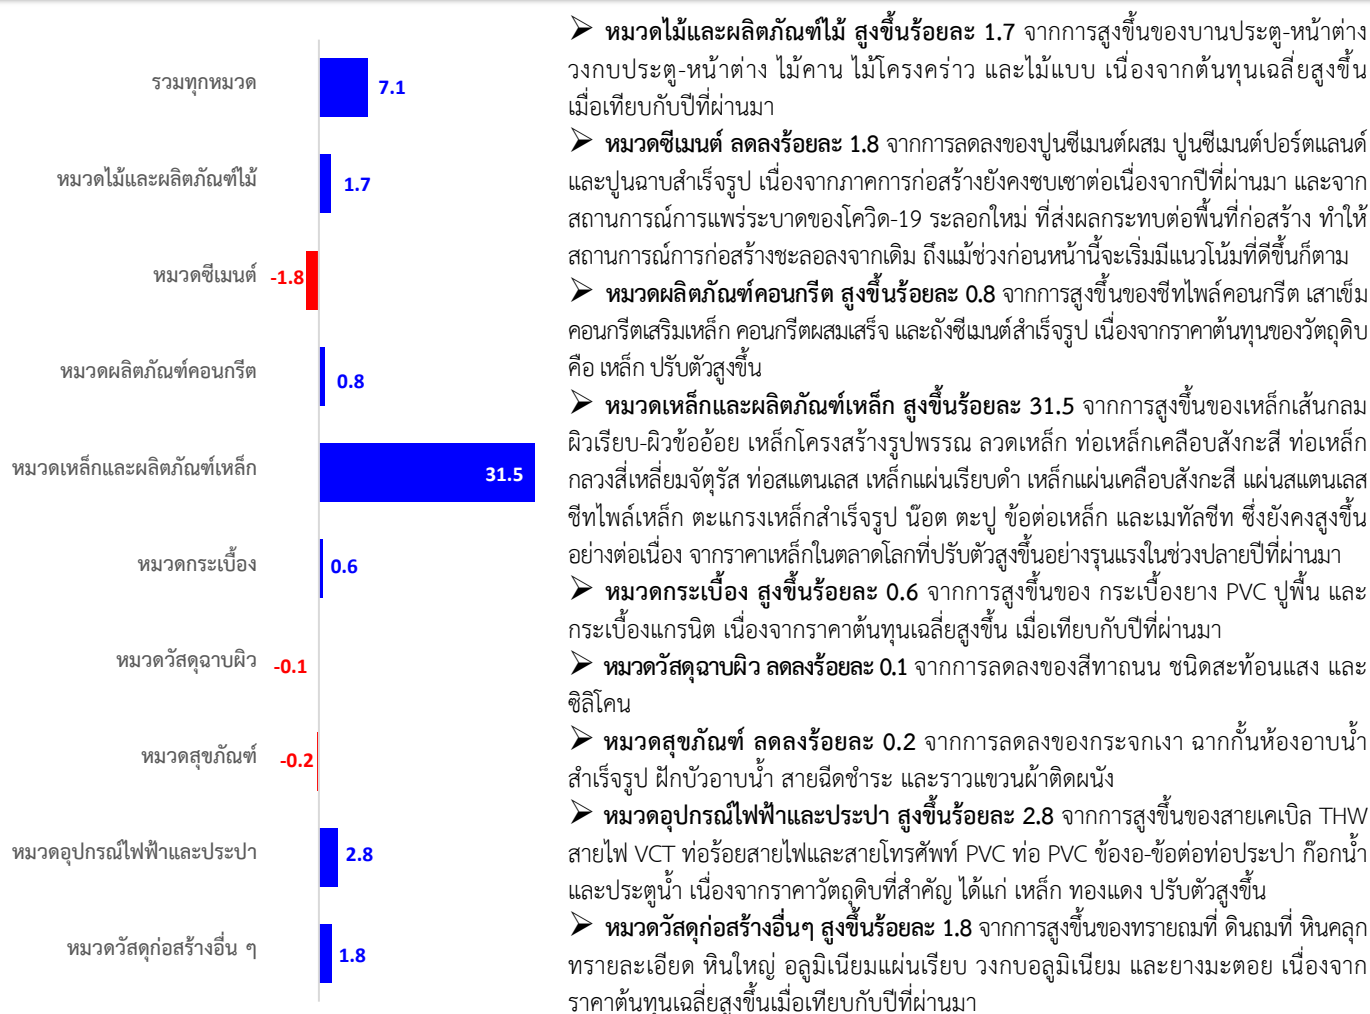 รวมทุกหมวด
7.1
หมวดไม้และผลิตภัณฑ์ไม้
1.7
หมวดซีเมนต์
-1.8
หมวดผลิตภัณฑ์คอนกรีต
0.8
หมวดเหล็กและผลิตภัณฑ์เหล็ก
31.5
หมวดกระเบื้อง
0.6
หมวดวัสดุฉาบผิว
-0.1
หมวดสุขภัณฑ์
-0.2
หมวดอุปกรณ์ไฟฟ้าและประปา
2.8
หมวดวัสดุก่อสร้างอื่น ๆ
1.8
➢ หมวดไม้และผลิตภัณฑ์ไม้ สูงขึ้นร้อยละ 1.7 จากการสูงขึ้นของบานประตู-หน้าต่าง
วงกบประตู-หน้าต่าง ไม้คาน ไม้โครงคร่าว และไม้แบบ เนื่องจากต้นทุนเฉลี่ยสูงขึ้น
เมื่อเทียบกับปีที่ผ่านมา
➢ หมวดซีเมนต์ ลดลงร้อยละ 1.8 จากการลดลงของปูนซีเมนต์ผสม ปูนซีเมนต์ปอร์ตแลนด์
และปูนฉาบสำเร็จรูป เนื่องจากภาคการก่อสร้างยังคงซบเซาต่อเนื่องจากปีที่ผ่านมา และจาก
สถานการณ์การแพร่ระบาดของโควิด-19 ระลอกใหม่ ที่ส่งผลกระทบต่อพื้นที่ก่อสร้าง ทำให้
สถานการณ์การก่อสร้างชะลอลงจากเดิม ถึงแม้ช่วงก่อนหน้านี้จะเริ่มมีแนวโน้มที่ดีขึ้นก็ตาม
➢ หมวดผลิตภัณฑ์คอนกรีต สูงขึ้นร้อยละ 0.8 จากการสูงขึ้นของชีทไพล์คอนกรีต เสาเข็ม
คอนกรีตเสริมเหล็ก คอนกรีตผสมเสร็จ และถังซีเมนต์สำเร็จรูป เนื่องจากราคาต้นทุนของวัตถุดิบ
คือ เหล็ก ปรับตัวสูงขึ้น
➢ หมวดเหล็กและผลิตภัณฑ์เหล็ก สูงขึ้นร้อยละ 31.5 จากการสูงขึ้นของเหล็กเส้นกลม
ผิวเรียบ-ผิวข้ออ้อย เหล็กโครงสร้างรูปพรรณ ลวดเหล็ก ท่อเหล็กเคลือบสังกะสี ท่อเหล็ก
กลวงสี่เหลี่ยมจัตุรัส ท่อสแตนเลส เหล็กแผ่นเรียบดำ เหล็กแผ่นเคลือบสังกะสี แผ่นสแตนเลส
ชีทไพล์เหล็ก ตะแกรงเหล็กสำเร็จรูป น๊อต ตะปู ข้อต่อเหล็ก และเมทัลชีท ซึ่งยังคงสูงขึ้น
อย่างต่อเนื่อง จากราคาเหล็กในตลาดโลกที่ปรับตัวสูงขึ้นอย่างรุนแรงในช่วงปลายปีที่ผ่านมา
➢ หมวดกระเบื้อง สูงขึ้นร้อยละ 0.6 จากการสูงขึ้นของ กระเบื้องยาง PVC ปูพื้น และ
กระเบื้องแกรนิต เนื่องจากราคาต้นทุนเฉลี่ยสูงขึ้น เมื่อเทียบกับปีที่ผ่านมา
➢ หมวดวัสดุฉาบผิว ลดลงร้อยละ 0.1 จากการลดลงของสีทาถนน ชนิดสะท้อนแสง และ
ซิลิโคน
➢ หมวดสุขภัณฑ์ ลดลงร้อยละ 0.2 จากการลดลงของกระจกเงา ฉากกั้นห้องอาบน้ำ
สำเร็จรูป ฝักบัวอาบน้ำ สายฉีดชำระ และราวแขวนผ้าติดผนัง
➢ หมวดอุปกรณ์ไฟฟ้าและประปา สูงขึ้นร้อยละ 2.8 จากการสูงขึ้นของสายเคเบิล THW
สายไฟ VCT ท่อร้อยสายไฟและสายโทรศัพท์ PVC ท่อ PVC ข้องอ-ข้อต่อท่อประปา ก๊อกน้ำ
และประตูน้ำ เนื่องจากราคาวัตถุดิบที่สำคัญ ได้แก่ เหล็ก ทองแดง ปรับตัวสูงขึ้น
➢ หมวดวัสดุก่อสร้างอื่นๆ สูงขึ้นร้อยละ 1.8 จากการสูงขึ้นของทรายถมที่ ดินถมที่ หินคลุก
ทรายละเอียด หินใหญ่ อลูมิเนียมแผ่นเรียบ วงกบอลูมิเนียม และยางมะตอย เนื่องจาก
ราคาต้นทุนเฉลี่ยสูงขึ้นเมื่อเทียบกับปีที่ผ่านมา